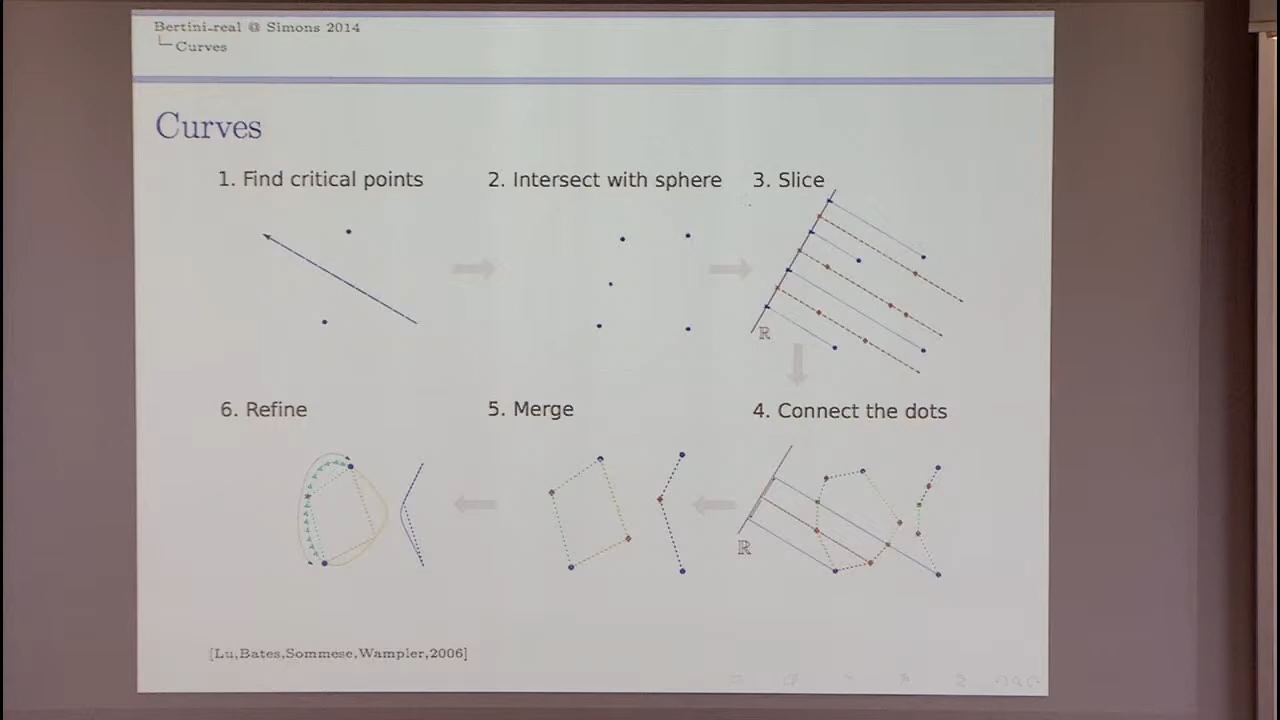 Bertini-real @ Simons 2014
Curves
Curves
1. Find critical points
2. Intersect with sphere
3. Slice
ℝ
6. Refine
5. Merge
4. Connect the dots
ℝ
[Lu,Bates,Sommese,Wampler,2006]